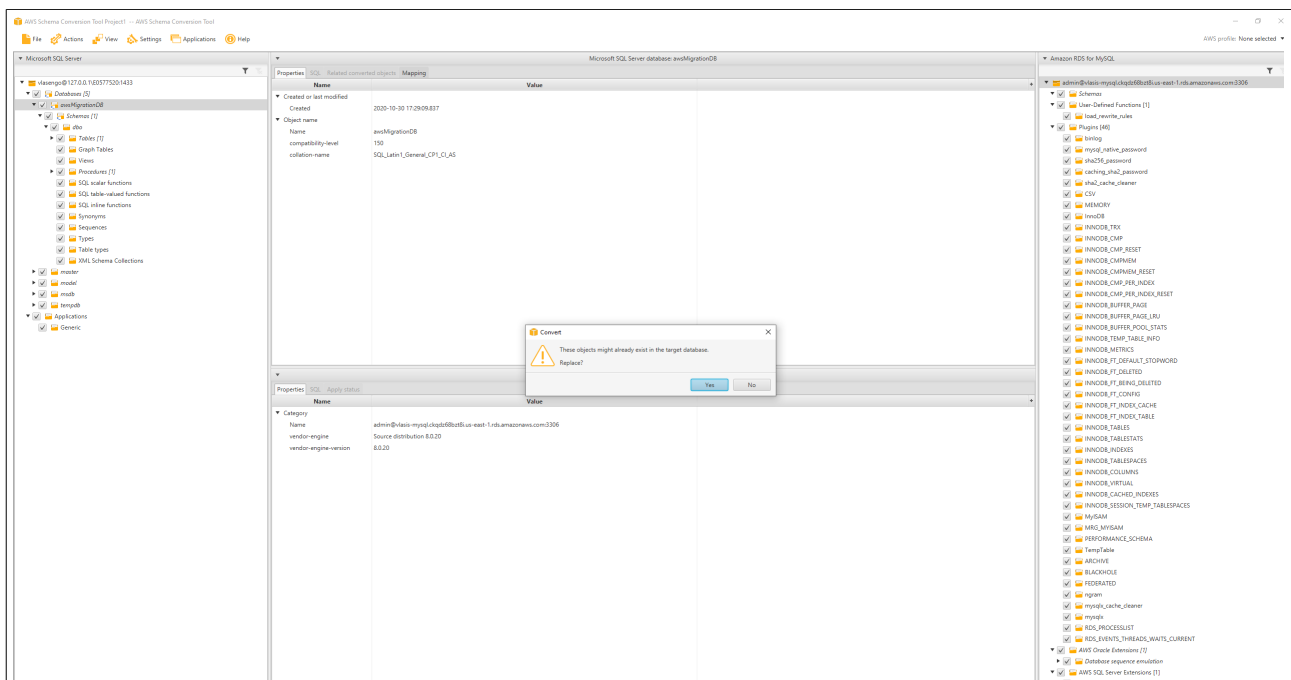 AWS Schema Conversion Tool Project1 — AWS Schema Conversion Tool
File Actions View Settings Applications Help
AWS profile: None selected
Microsoft SQL Server
vlasengo@127.0.0.1\E0577520:1433
Databases [5]
awsMigrationDB
Schemas [1]
dbo
Tables [1]
Graph Tables
Views
Procedures [1]
SQL scalar-functions
SQL table-valued functions
SQL inline functions
Synonyms
Sequences
Types
Table types
XML Schema Collections
master
model
msdb
tempdb
Applications
Generic
Microsoft SQL Server database: awsMigrationDB
Properties SQL Related converted objects Mapping
Name Value
Created or last modified
Created 2020-10-30 17:29:09.837
Object name
Name awsMigrationDB
compatibility-level 150
collation-name SQL_Latin1_General_CP1_CI_AS
Convert
These objects might already exist in the target database.
Replace?
Yes No
Properties SQL Apply status
Name Value
Category
Name admin@vlasis-mysql.ckqdz68bzt8i.us-east-1.rds.amazonaws.com:3306
vendor-engine Source distribution 8.0.20
vendor-engine-version 8.0.20
Amazon RDS for MySQL
admin@vlasis-mysql.ckqdz68bzt8i.us-east-1.rds.amazonaws.com:3306
Schemas
User-Defined Functions [1]
load_rewrite_rules
Plugins [46]
binlog
mysql_native_password
sha256_password
caching_sha2_password
sha2_cache_cleaner
CSV
MEMORY
InnoDB
INNODB_TRX
INNODB_CMP
INNODB_CMP_RESET
INNODB_CMPMEM
INNODB_CMPMEM_RESET
INNODB_CMP_PER_INDEX
INNODB_CMP_PER_INDEX_RESET
INNODB_BUFFER_PAGE
INNODB_BUFFER_PAGE_LRU
INNODB_BUFFER_POOL_STATS
INNODB_TEMP_TABLE_INFO
INNODB_METRICS
INNODB_FT_DEFAULT_STOPWORD
INNODB_FT_DELETED
INNODB_FT_BEING_DELETED
INNODB_FT_CONFIG
INNODB_FT_INDEX_CACHE
INNODB_FT_INDEX_TABLE
INNODB_TABLES
INNODB_TABLESTATS
INNODB_INDEXES
INNODB_TABLESPACES
INNODB_COLUMNS
INNODB_VIRTUAL
INNODB_CACHED_INDEXES
INNODB_SESSION_TEMP_TABLESPACES
MyISAM
MRG_MYISAM
PERFORMANCE_SCHEMA
TempTable
ARCHIVE
BLACKHOLE
FEDERATED
ngram
mysqlx_cache_cleaner
mysqlx
RDS_PROCESSLIST
RDS_EVENTS_THREADS_WAITS_CURRENT
AWS Oracle Extensions [1]
Database sequence emulation
AWS SQL Server Extensions [1]